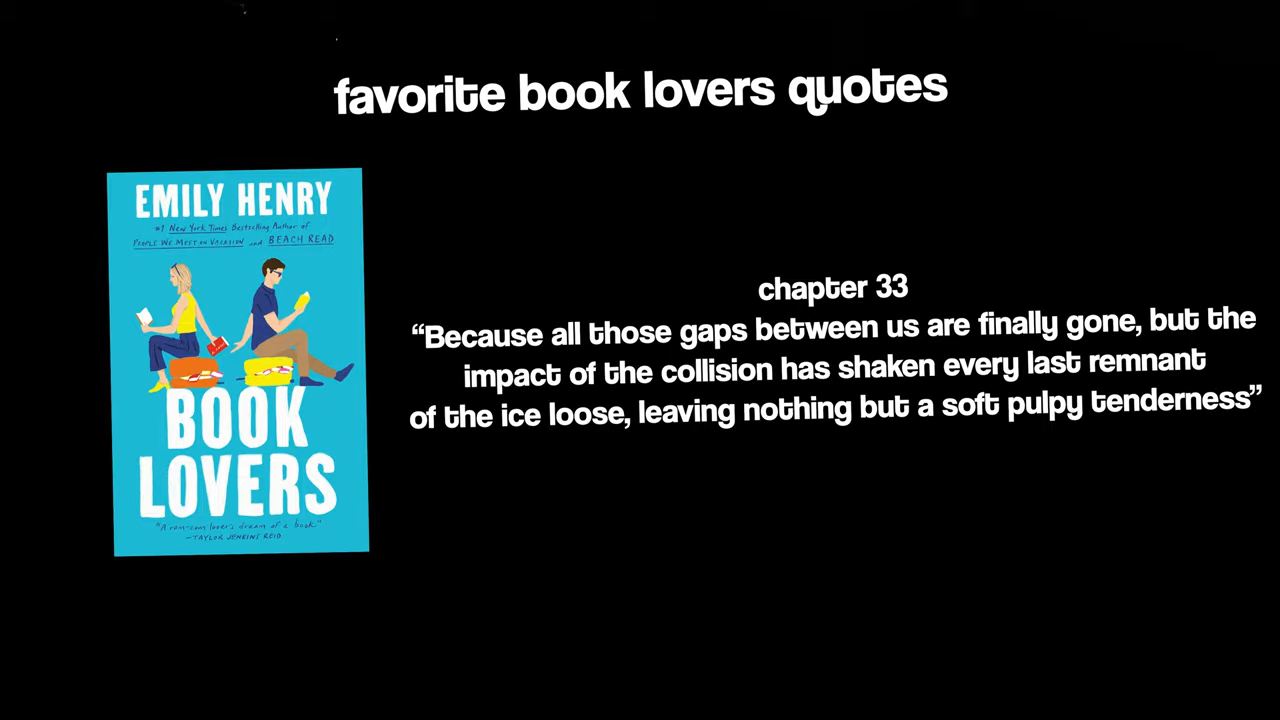 favorite book lovers quotes
EMILY HENRY
#1 New York Times Bestselling Author of
PEOPLE WE MEET ON VACATION and BEACH READ
BOOK
LOVERS
"A rom-com lover's dream of a book"
—TAYLOR JENKINS REID
chapter 33
“Because all those gaps between us are finally gone, but the
impact of the collision has shaken every last remnant
of the ice loose, leaving nothing but a soft pulpy tenderness”